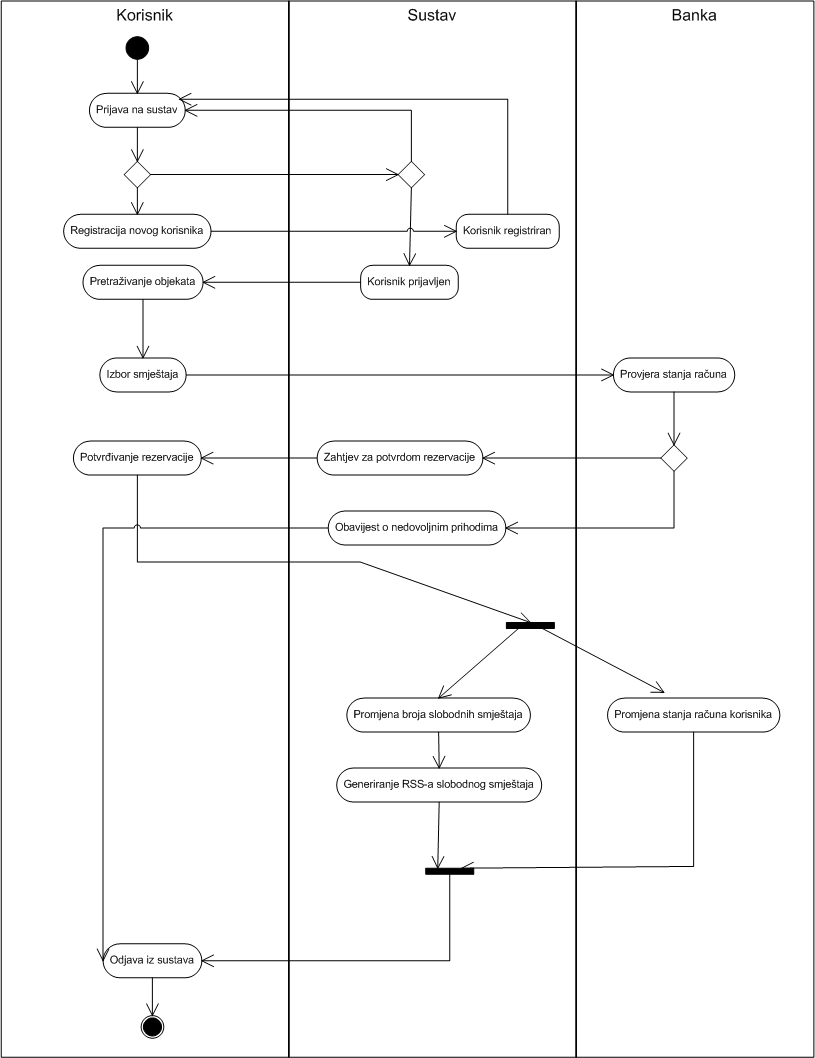 Korisnik
Sustav
Banka
Prijava na sustav
Registracija novog korisnika
Korisnik registriran
Pretraživanje objekata
Korisnik prijavljen
Izbor smještaja
Provjera stanja računa
Potvrđivanje rezervacije
Zahtjev za potvrdom rezervacije
Obavijest o nedovoljnim prihodima
Promjena broja slobodnih smještaja
Promjena stanja računa korisnika
Generiranje RSS-a slobodnog smještaja
Odjava iz sustava